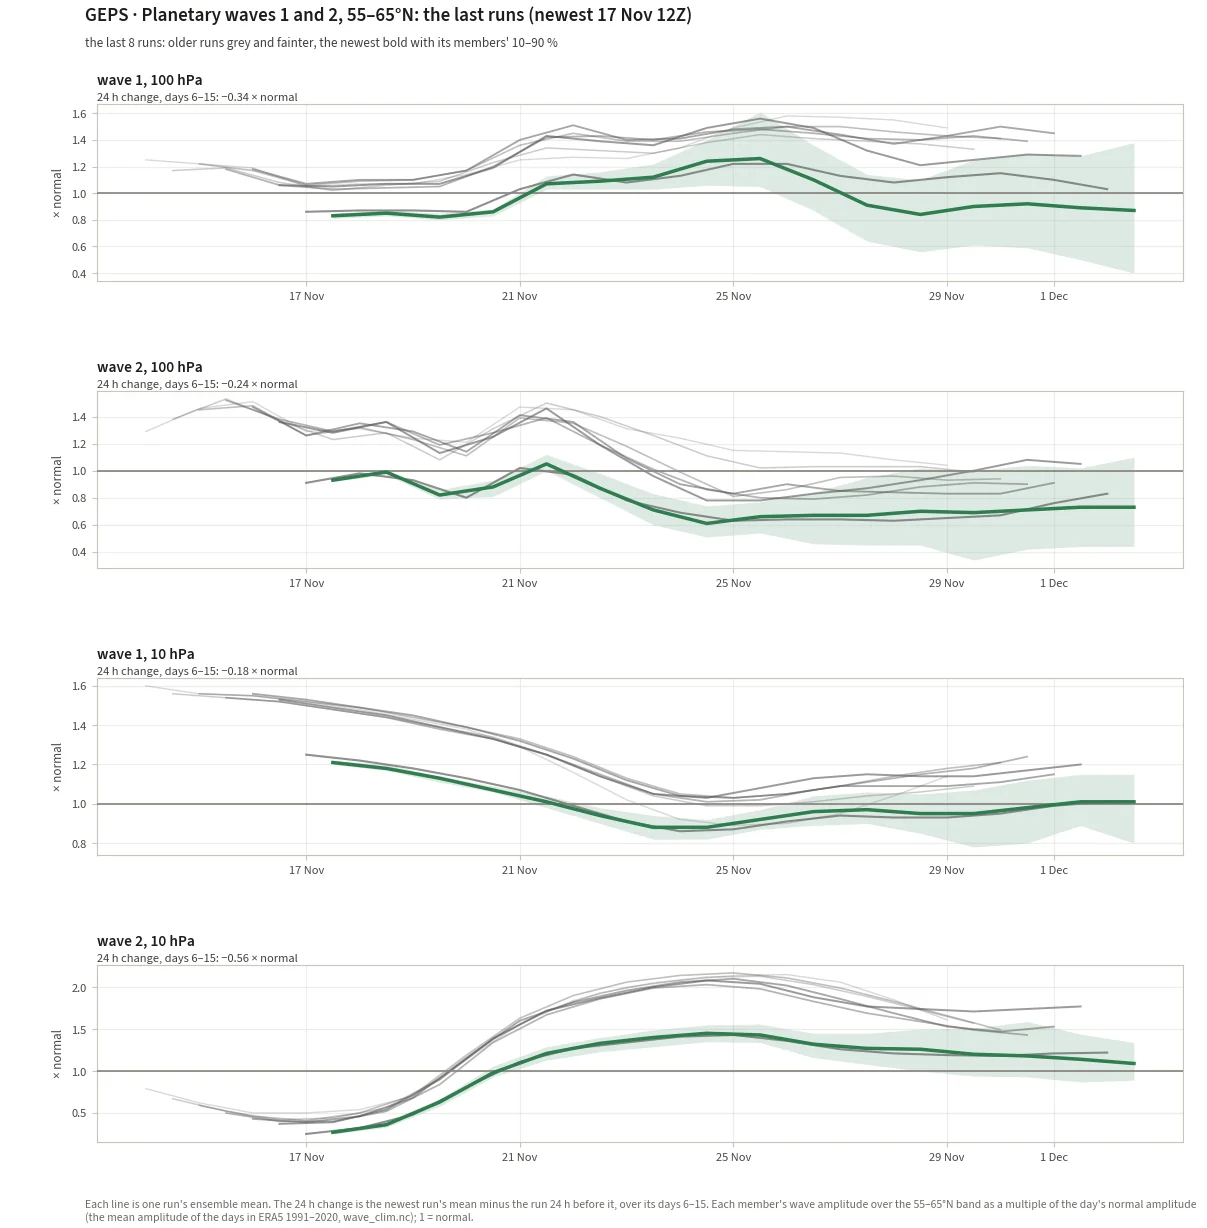 GEPS · Planetary waves 1 and 2, 55–65°N: the last runs (newest 17 Nov 12Z)
the last 8 runs: older runs grey and fainter, the newest bold with its members' 10–90 %
wave 1, 100 hPa
24 h change, days 6–15: −0.34 × normal
1.6
1.4
1.2
1.0
0.8
0.6
0.4
× normal
17 Nov 21 Nov 25 Nov 29 Nov 1 Dec
wave 2, 100 hPa
24 h change, days 6–15: −0.24 × normal
1.4
1.2
1.0
0.8
0.6
0.4
× normal
17 Nov 21 Nov 25 Nov 29 Nov 1 Dec
wave 1, 10 hPa
24 h change, days 6–15: −0.18 × normal
1.6
1.4
1.2
1.0
0.8
× normal
17 Nov 21 Nov 25 Nov 29 Nov 1 Dec
wave 2, 10 hPa
24 h change, days 6–15: −0.56 × normal
2.0
1.5
1.0
0.5
× normal
17 Nov 21 Nov 25 Nov 29 Nov 1 Dec
Each line is one run's ensemble mean. The 24 h change is the newest run's mean minus the run 24 h before it, over its days 6–15. Each member's wave amplitude over the 55–65°N band as a multiple of the day's normal amplitude
(the mean amplitude of the days in ERA5 1991–2020, wave_clim.nc); 1 = normal.